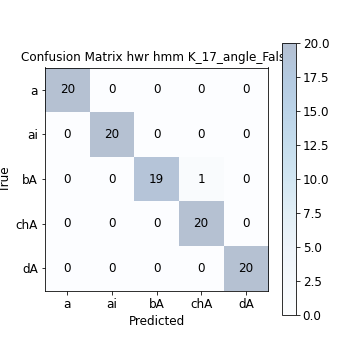 Confusion Matrix hwr hmm K_17_angle_Fals
True
a 20 0 0 0 0
ai 0 20 0 0 0
bA 0 0 19 1 0
chA 0 0 0 20 0
dA 0 0 0 0 20
a ai bA chA dA
Predicted
20.0
17.5
15.0
12.5
10.0
7.5
5.0
2.5
0.0